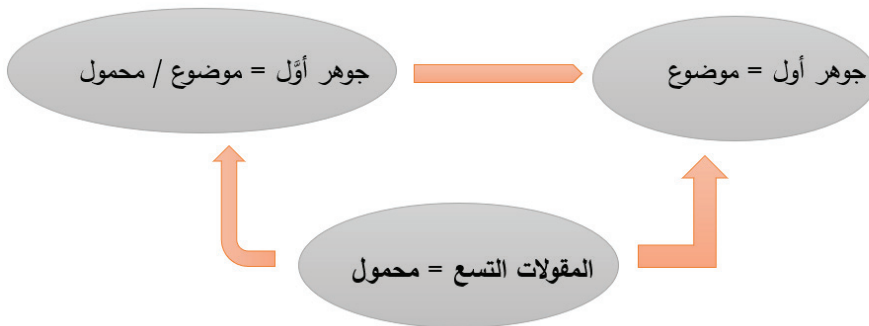 جوهر أول = موضوع
جوهر أوَّل = موضوع / محمول
المقولات التسع = محمول